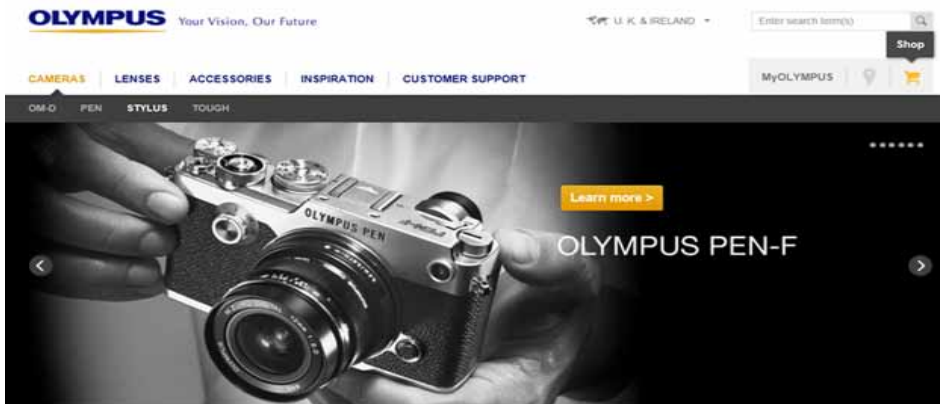 OLYMPUS Your Vision, Our Future
U. K. & IRELAND
Enter search term(s)
Shop
CAMERAS LENSES ACCESSORIES INSPIRATION CUSTOMER SUPPORT
MyOLYMPUS
OM-D PEN STYLUS TOUGH
Learn more >
OLYMPUS PEN-F
OLYMPUS PEN